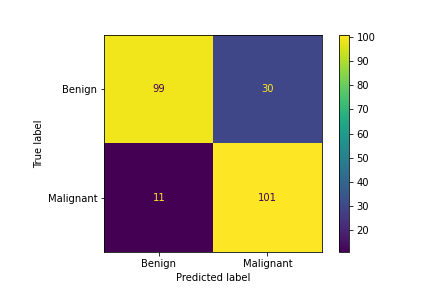 Benign
99
30
Malignant
11
101
Benign
Malignant
Predicted label
True label
100
90
80
70
60
50
40
30
20